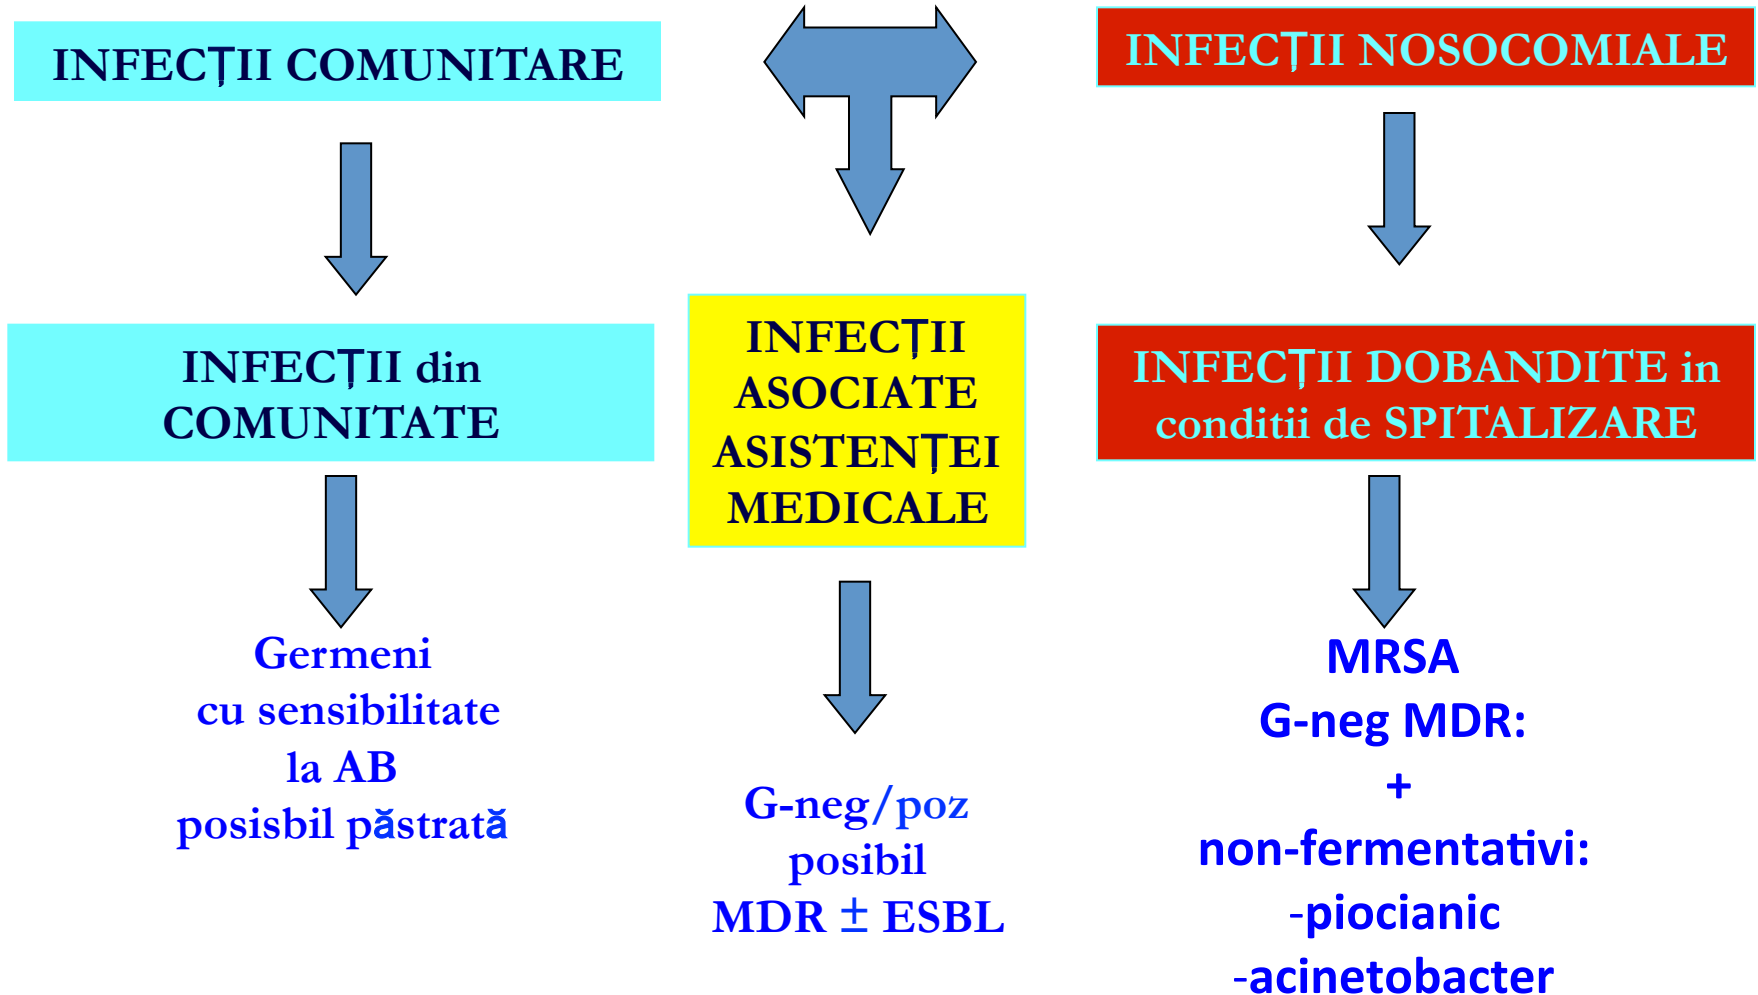 INFECȚII COMUNITARE
INFECȚII NOSOCOMIALE
INFECȚII din
COMUNITATE
INFECȚII
ASOCIATE
ASISTENȚEI
MEDICALE
INFECȚII DOBANDITE in
conditii de SPITALIZARE
Germeni
cu sensibilitate
la AB
posisbil păstrată
G-neg/poz
posibil
MDR ± ESBL
MRSA
G-neg MDR:
+
non-fermentativi:
-piocianic
-acinetobacter